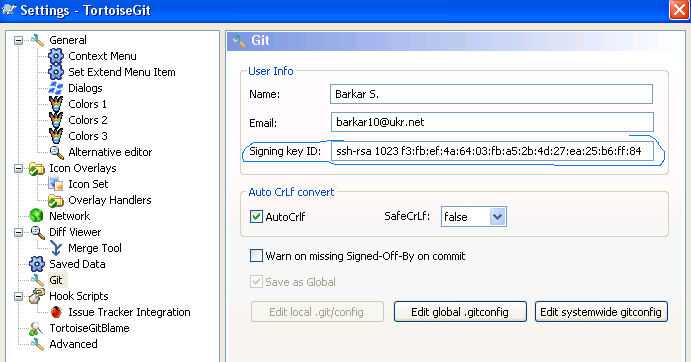 Settings - TortoiseGit
General
Context Menu
Set Extend Menu Item
Dialogs
Colors 1
Colors 2
Colors 3
Alternative editor
Icon Overlays
Icon Set
Overlay Handlers
Network
Diff Viewer
Merge Tool
Saved Data
Git
Hook Scripts
Issue Tracker Integration
TortoiseGitBlame
Advanced
Git
User Info
Name: Barkar S.
Email: barkar10@ukr.net
Signing key ID: ssh-rsa 1023 f3:fb:ef:4a:64:03:fb:a5:2b:4d:27:ea:25:b6:ff:84
Auto CrLf convert
AutoCrlf SafeCrLf: false
Warn on missing Signed-Off-By on commit
Save as Global
Edit local .git/config Edit global .gitconfig Edit systemwide gitconfig